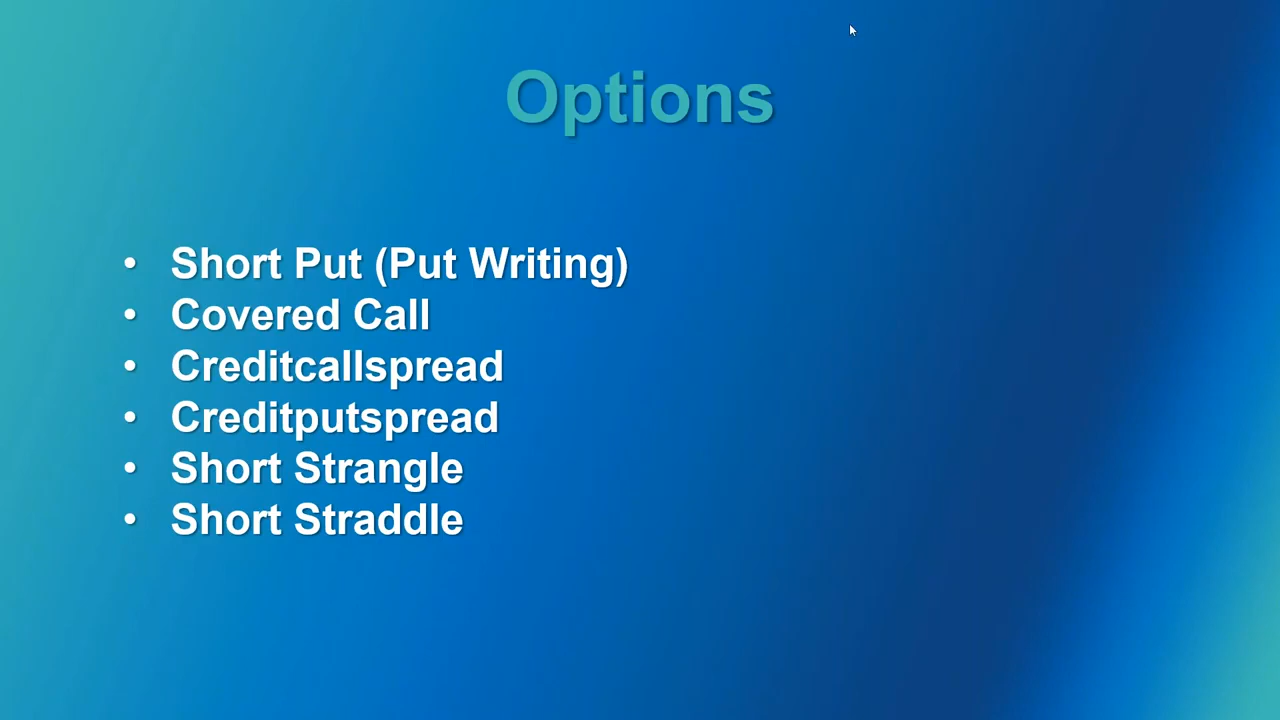 Options
• Short Put (Put Writing)
• Covered Call
• Creditcallspread
• Creditputspread
• Short Strangle
• Short Straddle